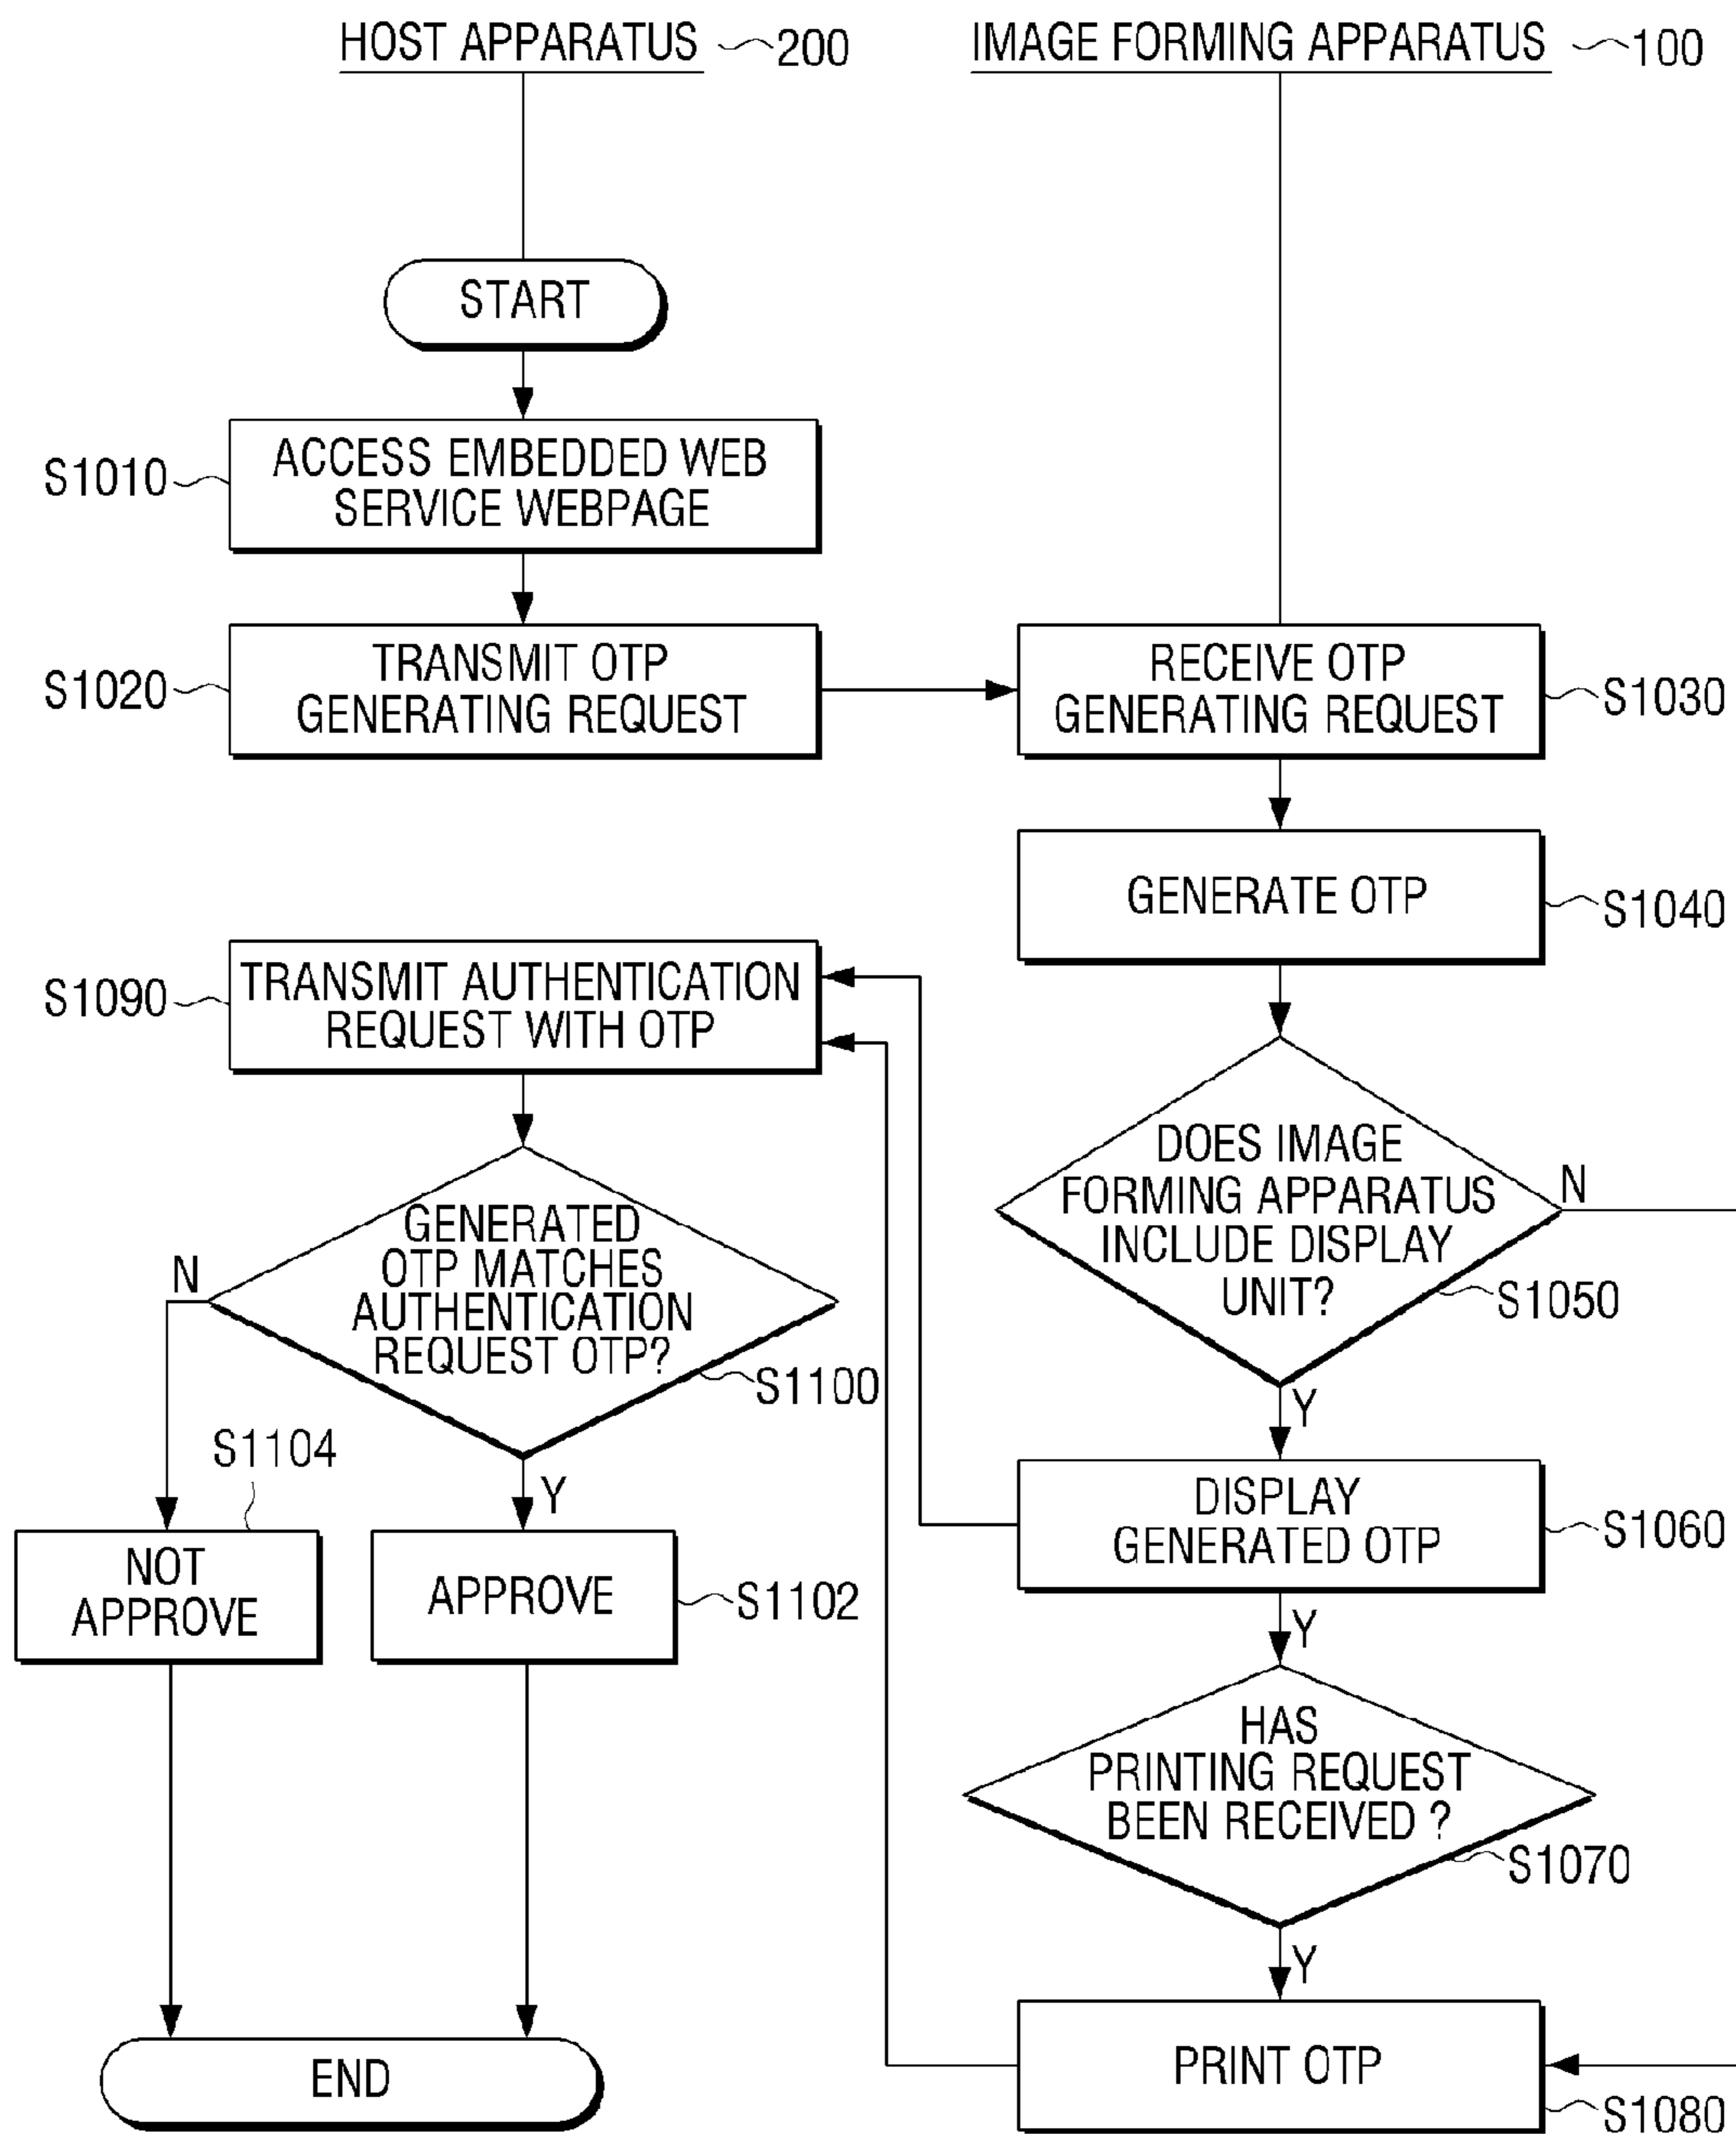 HOST APPARATUS 200
IMAGE FORMING APPARATUS 100
START
S1010
ACCESS EMBEDDED WEB
SERVICE WEBPAGE
S1020
TRANSMIT OTP
GENERATING REQUEST
RECEIVE OTP
GENERATING REQUEST
S1030
GENERATE OTP
S1040
S1090
TRANSMIT AUTHENTICATION
REQUEST WITH OTP
DOES IMAGE
FORMING APPARATUS
INCLUDE DISPLAY
UNIT?
N
S1050
Y
GENERATED
OTP MATCHES
AUTHENTICATION
REQUEST OTP?
N
S1100
Y
S1104
NOT
APPROVE
APPROVE
S1102
DISPLAY
GENERATED OTP
S1060
Y
HAS
PRINTING REQUEST
BEEN RECEIVED ?
S1070
Y
PRINT OTP
S1080
END